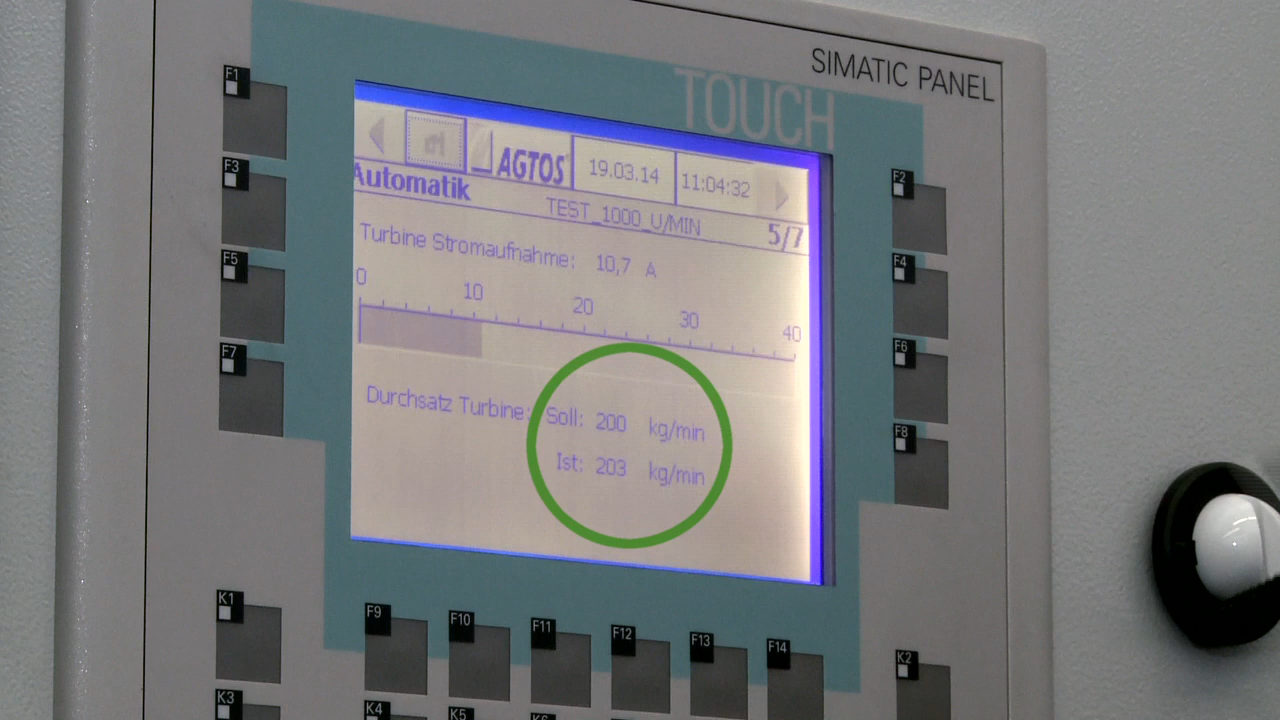 SIMATIC PANEL
TOUCH
AGTOS 19.03.14 11:04:32
Automatik TEST_1000_U/MIN 5/7
Turbine Stromaufnahme: 10,7 A
0 10 20 30 40
Durchsatz Turbine: Soll: 200 kg/min
Ist: 203 kg/min
F1
F3
F5
F7
F2
F4
F6
F8
K1 F9 F10 F11 F12 F13 F14 K2
K3 K4 K5 K6